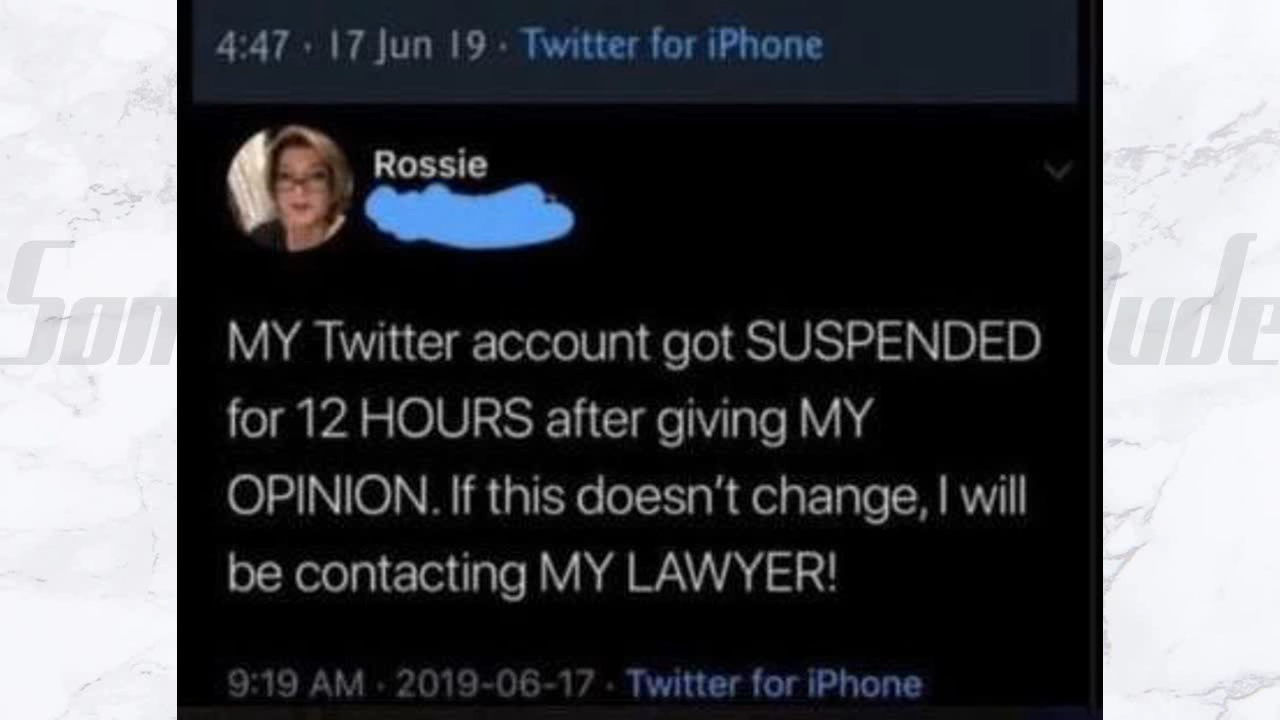 4:47 · 17 Jun 19 · Twitter for iPhone
Rossie
MY Twitter account got SUSPENDED
for 12 HOURS after giving MY
OPINION. If this doesn't change, I will
be contacting MY LAWYER!
9:19 AM · 2019-06-17 · Twitter for iPhone